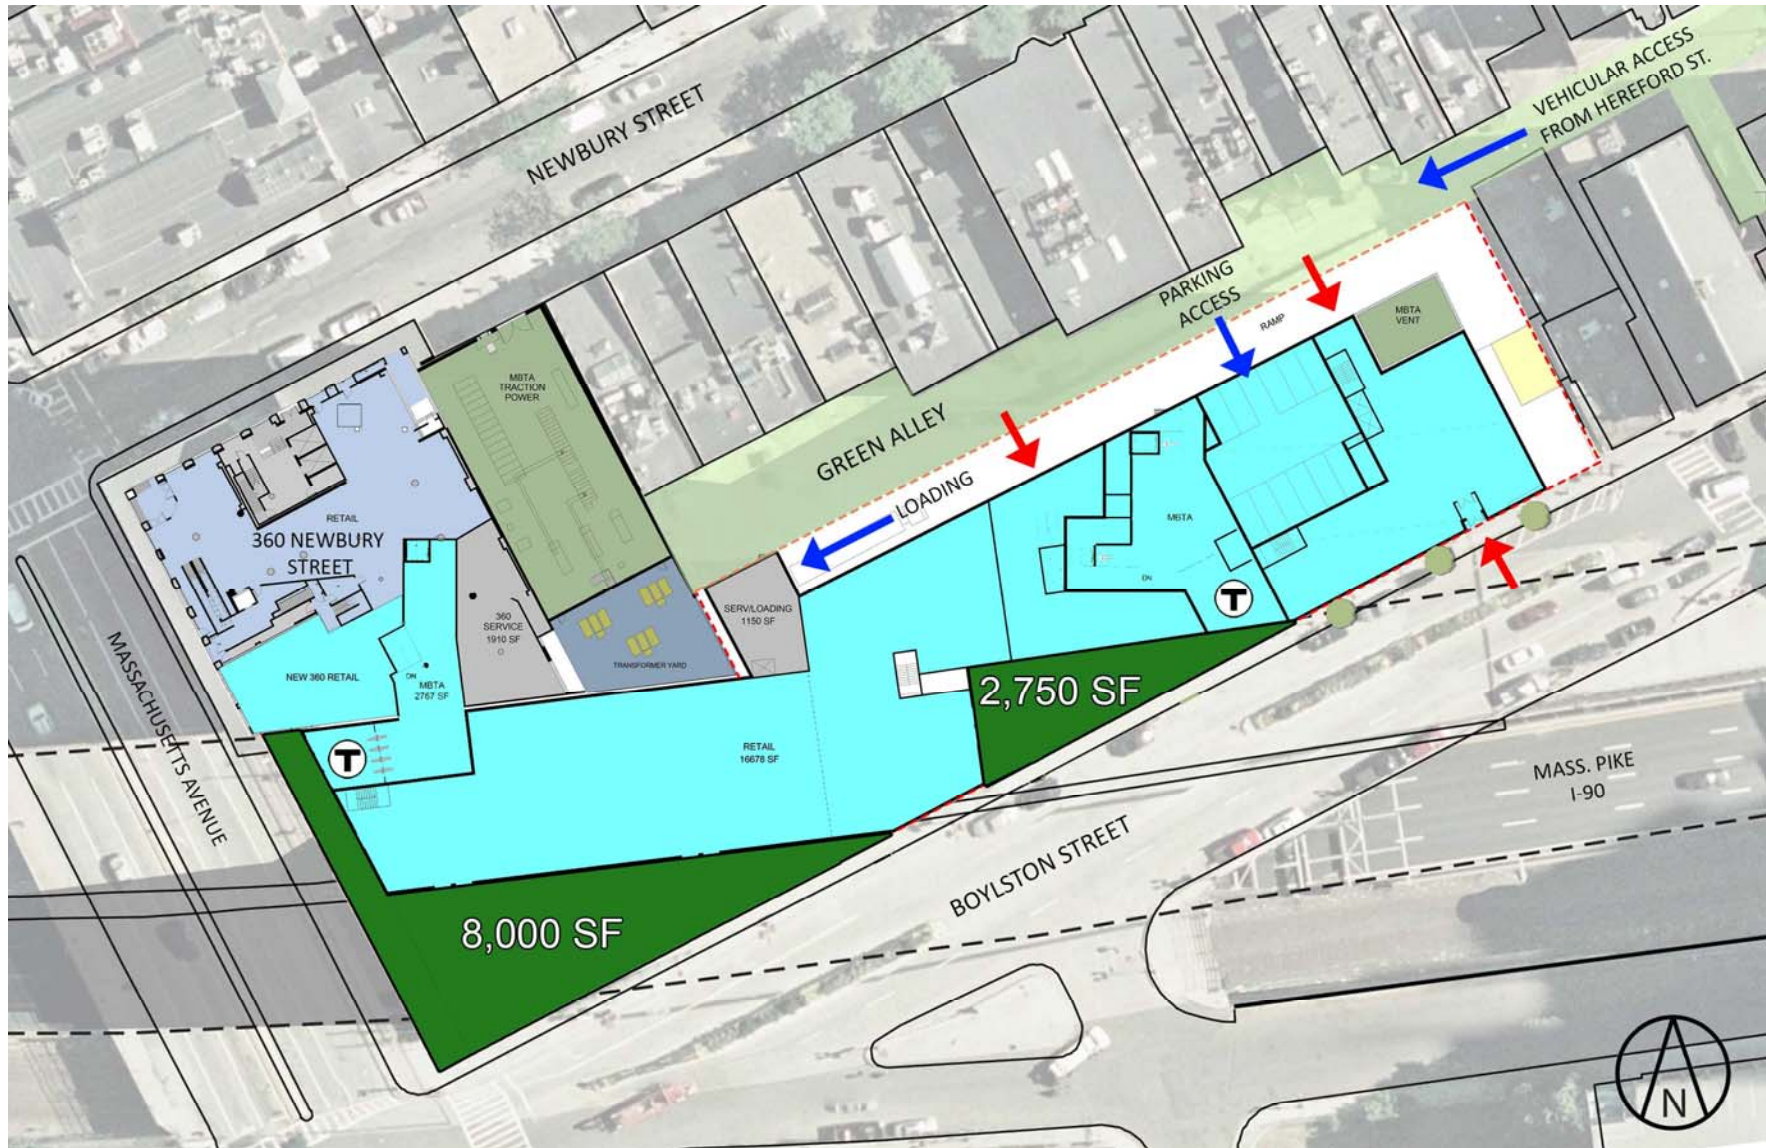 NEWBURY STREET
VEHICULAR ACCESS
FROM HEREFORD ST.
PARKING
ACCESS
RAMP
MBTA
VENT
MBTA
TRACTION
POWER
GREEN ALLEY
LOADING
RETAIL
360 NEWBURY
STREET
MBTA
DN
T
360
SERVICE
1910 SF
SERV/LOADING
1150 SF
TRANSFORMER YARD
NEW 360 RETAIL
DN
MBTA
2767 SF
T
2,750 SF
RETAIL
16678 SF
MASSACHUSETTS AVENUE
MASS. PIKE
I-90
BOYLSTON STREET
8,000 SF
N